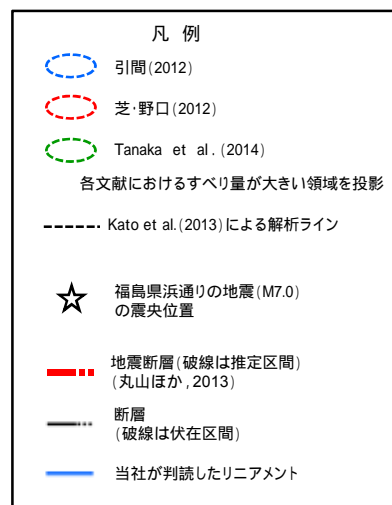 凡 例
引間(2012)
芝・野口(2012)
Tanaka et al.(2014)
各文献におけるすべり量が大きい領域を投影
Kato et al.(2013)による解析ライン
福島県浜通りの地震(M7.0)
の震央位置
地震断層(破線は推定区間)
(丸山ほか,2013)
断層
(破線は伏在区間)
当社が判読したリニアメント